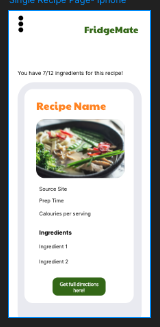 Single Recipe Page- Iphone
FridgeMate
You have 7/12 ingredients for this recipe!
Recipe Name
Source Site
Prep Time
Calouries per serving
Ingredients
Ingredient 1
Ingredient 2
Get full directions
here!